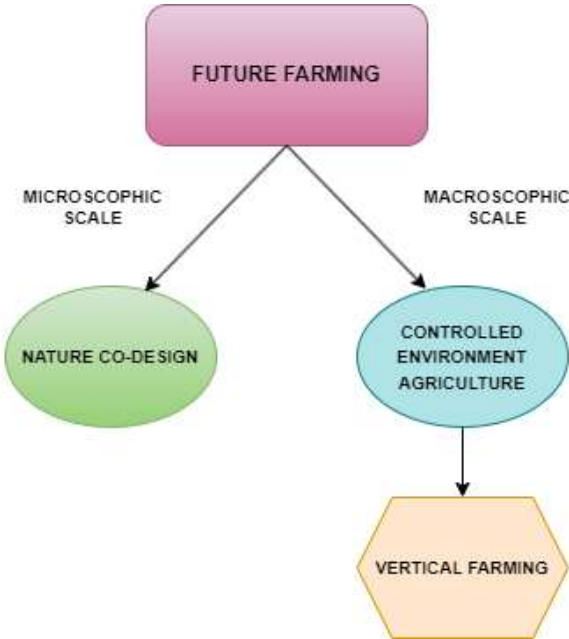 FUTURE FARMING
MICROSCOPHIC
SCALE
MACROSCOPHIC
SCALE
NATURE CO-DESIGN
CONTROLLED
ENVIRONMENT
AGRICULTURE
VERTICAL FARMING